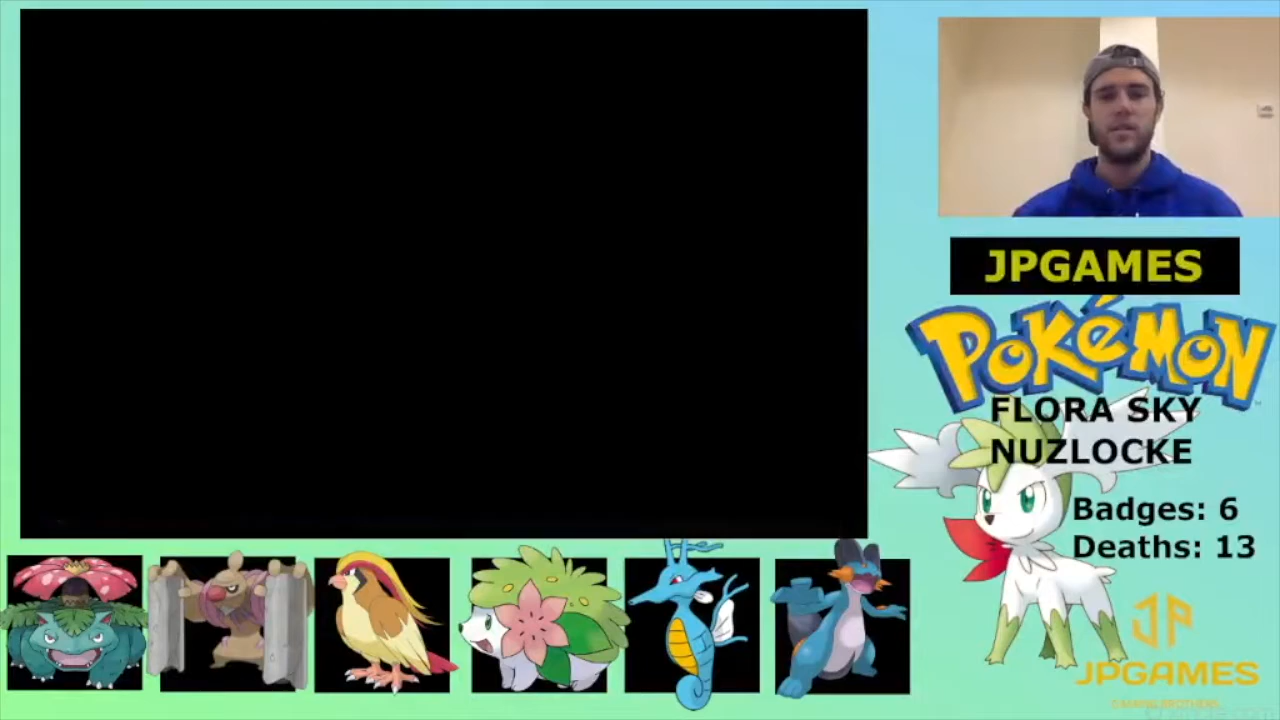 JPGAMES
POKéMON
FLORA SKY
NUZLOCKE
Badges: 6
Deaths: 13
JP
JPGAMES